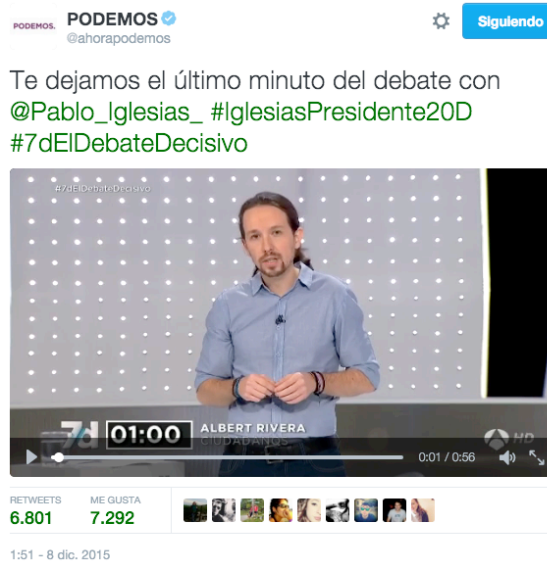 PODEMOS.
PODEMOS
@ahorapodemos
Siguiendo
Te dejamos el último minuto del debate con
@Pablo_Iglesias_ #IglesiasPresidente20D
#7dElDebateDecisivo
#7dElDebateDecisivo
7d 01:00 ALBERT RIVERA
CIUDADANOS
HD
0:01 / 0:56
RETWEETS ME GUSTA
6.801 7.292
1:51 - 8 dic. 2015